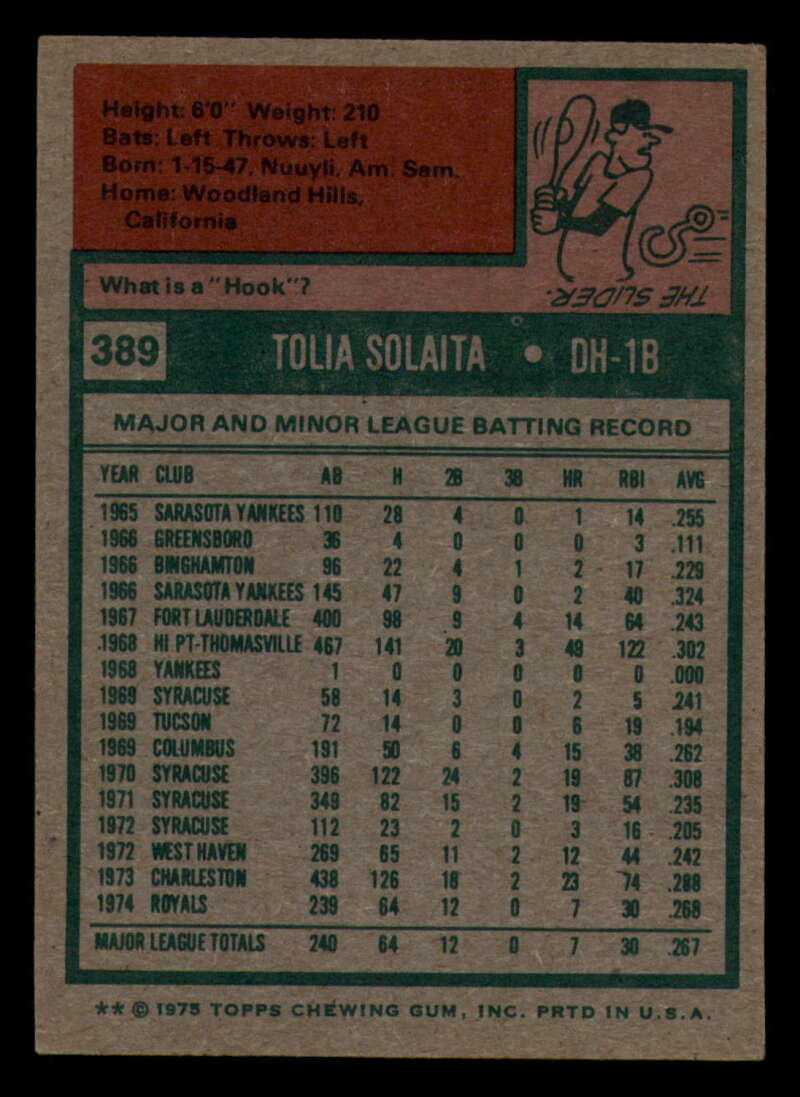 Height: 6'0" Weight: 210
Bats: Left Throws: Left
Born: 1-15-47, Nuuyli, Am. Sam.
Home: Woodland Hills,
California
THE SLIDER.
What is a "Hook"?
389 TOLIA SOLAITA • DH-1B
MAJOR AND MINOR LEAGUE BATTING RECORD
YEAR CLUB AB H 2B 3B HR RBI AVG
1965 SARASOTA YANKEES 110 28 4 0 1 14 .255
1966 GREENSBORO 36 4 0 0 0 3 .111
1966 BINGHAMTON 96 22 4 1 2 17 .229
1966 SARASOTA YANKEES 145 47 9 0 2 40 .324
1967 FORT LAUDERDALE 400 98 9 4 14 64 .243
1968 HI PT-THOMASVILLE 467 141 20 3 49 122 .302
1968 YANKEES 1 0 0 0 0 0 .000
1969 SYRACUSE 58 14 3 0 2 5 .241
1969 TUCSON 72 14 0 0 6 19 .194
1969 COLUMBUS 191 50 6 4 15 38 .262
1970 SYRACUSE 396 122 24 2 19 87 .308
1971 SYRACUSE 349 82 15 2 19 54 .235
1972 SYRACUSE 112 23 2 0 3 16 .205
1972 WEST HAVEN 269 65 11 2 12 44 .242
1973 CHARLESTON 438 126 18 2 23 74 .288
1974 ROYALS 239 64 12 0 7 30 .268
MAJOR LEAGUE TOTALS 240 64 12 0 7 30 .267
** © 1975 TOPPS CHEWING GUM, INC. PRTD IN U.S.A.